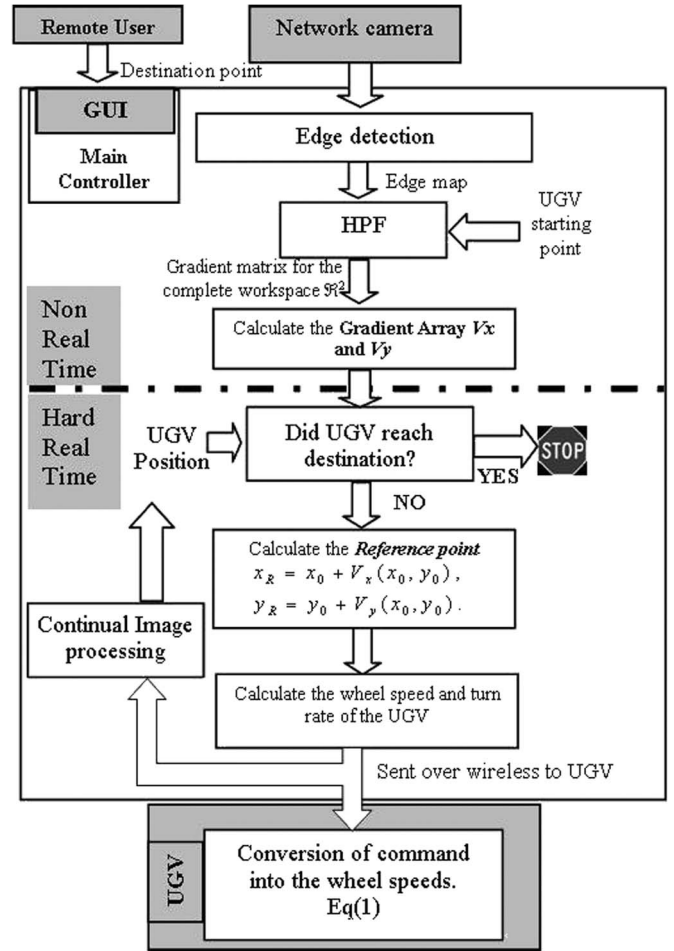 Remote User
Network camera
Destination point
GUI
Main
Controller
Edge detection
Edge map
UGV
starting
point
HPF
Gradient matrix for the
complete workspace ℜ²
Non
Real
Time
Calculate the Gradient Array Vx
and Vy
Hard
Real
Time
UGV
Position
Did UGV reach
destination?
YES
STOP
NO
Calculate the Reference point
x_R = x_0 + V_x(x_0, y_0),
y_R = y_0 + V_y(x_0, y_0).
Continual Image
processing
Calculate the wheel speed and turn
rate of the UGV
Sent over wireless to UGV
UGV
Conversion of command
into the wheel speeds.
Eq(1)